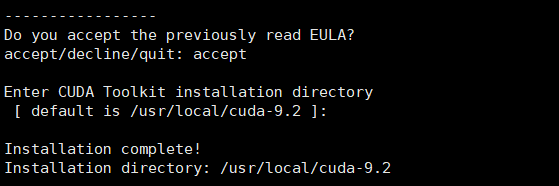 -----------------
Do you accept the previously read EULA?
accept/decline/quit: accept
Enter CUDA Toolkit installation directory
[ default is /usr/local/cuda-9.2 ]:
Installation complete!
Installation directory: /usr/local/cuda-9.2